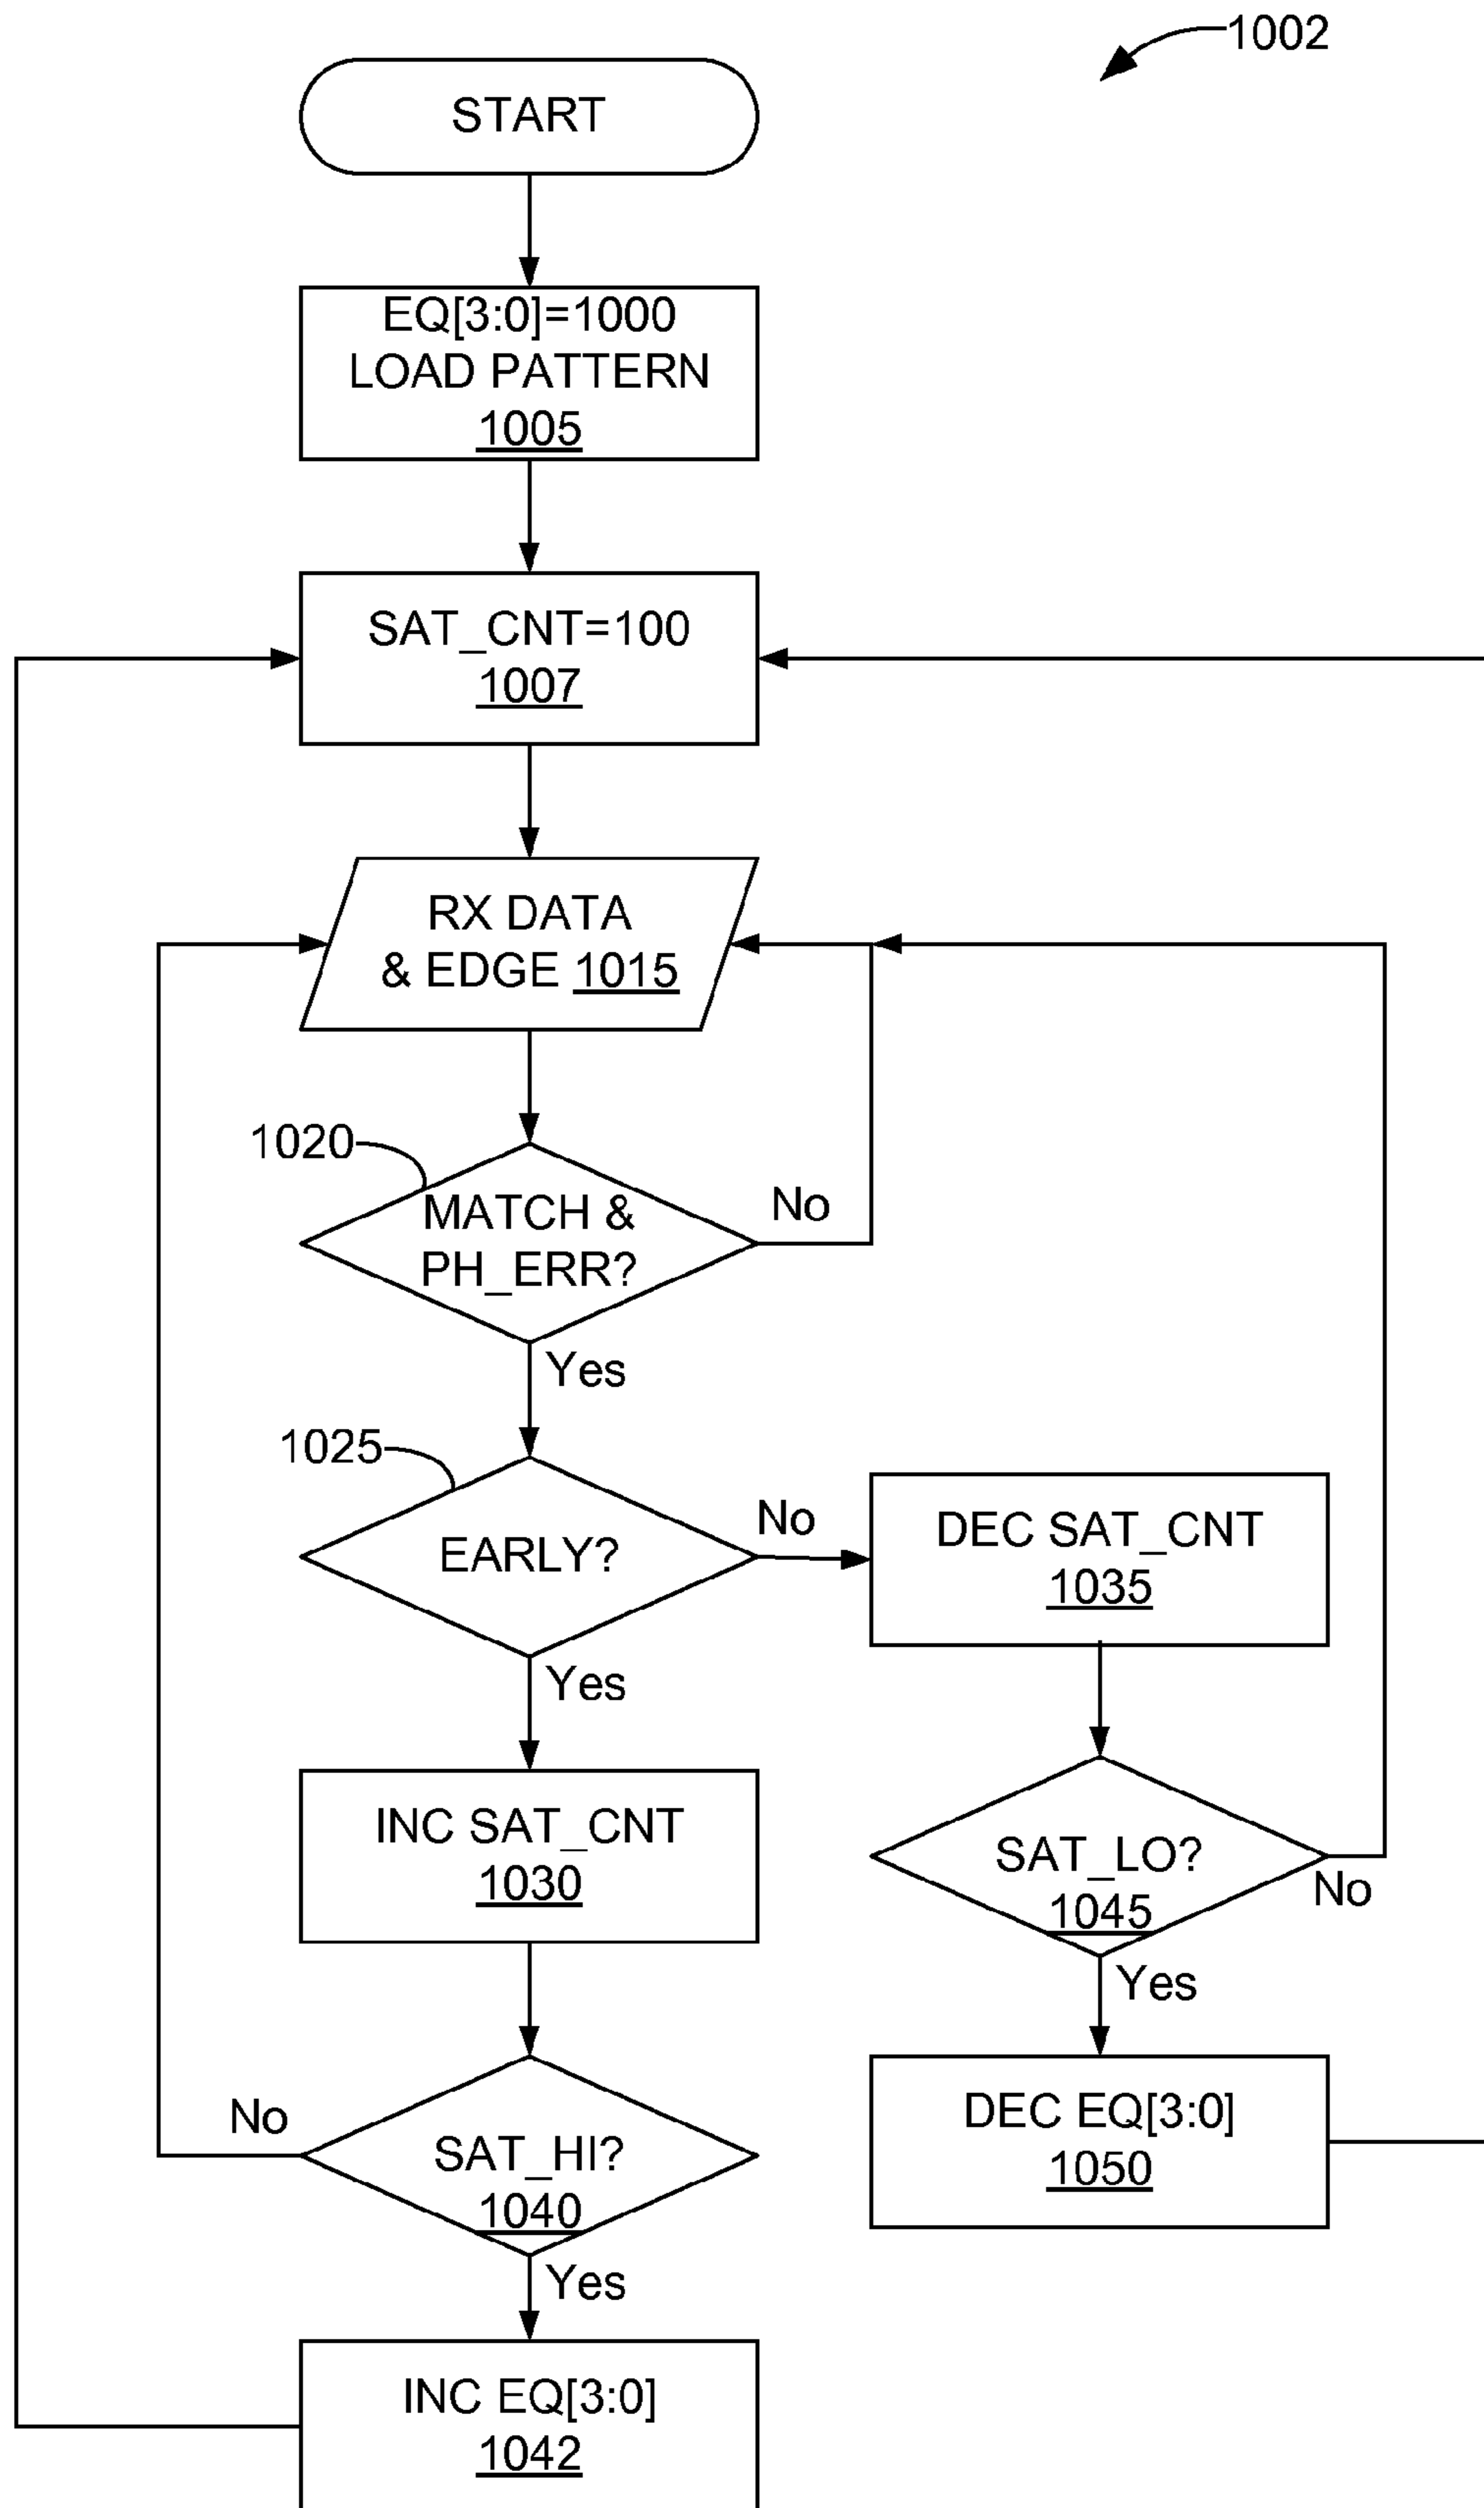 1002
START
EQ[3:0]=1000
LOAD PATTERN
1005
SAT_CNT=100
1007
RX DATA
& EDGE 1015
1020
MATCH &
PH_ERR?
No
Yes
1025
EARLY?
No
Yes
DEC SAT_CNT
1035
INC SAT_CNT
1030
SAT_LO?
1045
No
Yes
SAT_HI?
1040
No
Yes
DEC EQ[3:0]
1050
INC EQ[3:0]
1042